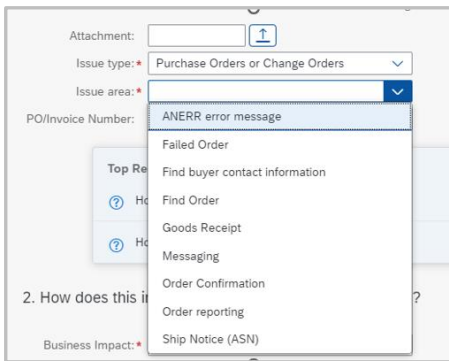 Attachment:
Issue type:* Purchase Orders or Change Orders
Issue area:*
PO/Invoice Number:
ANERR error message
Failed Order
Find buyer contact information
Find Order
Goods Receipt
Messaging
Order Confirmation
Order reporting
Ship Notice (ASN)
Top Re
Ho
Ho
2. How does this i ?
Business Impact:*